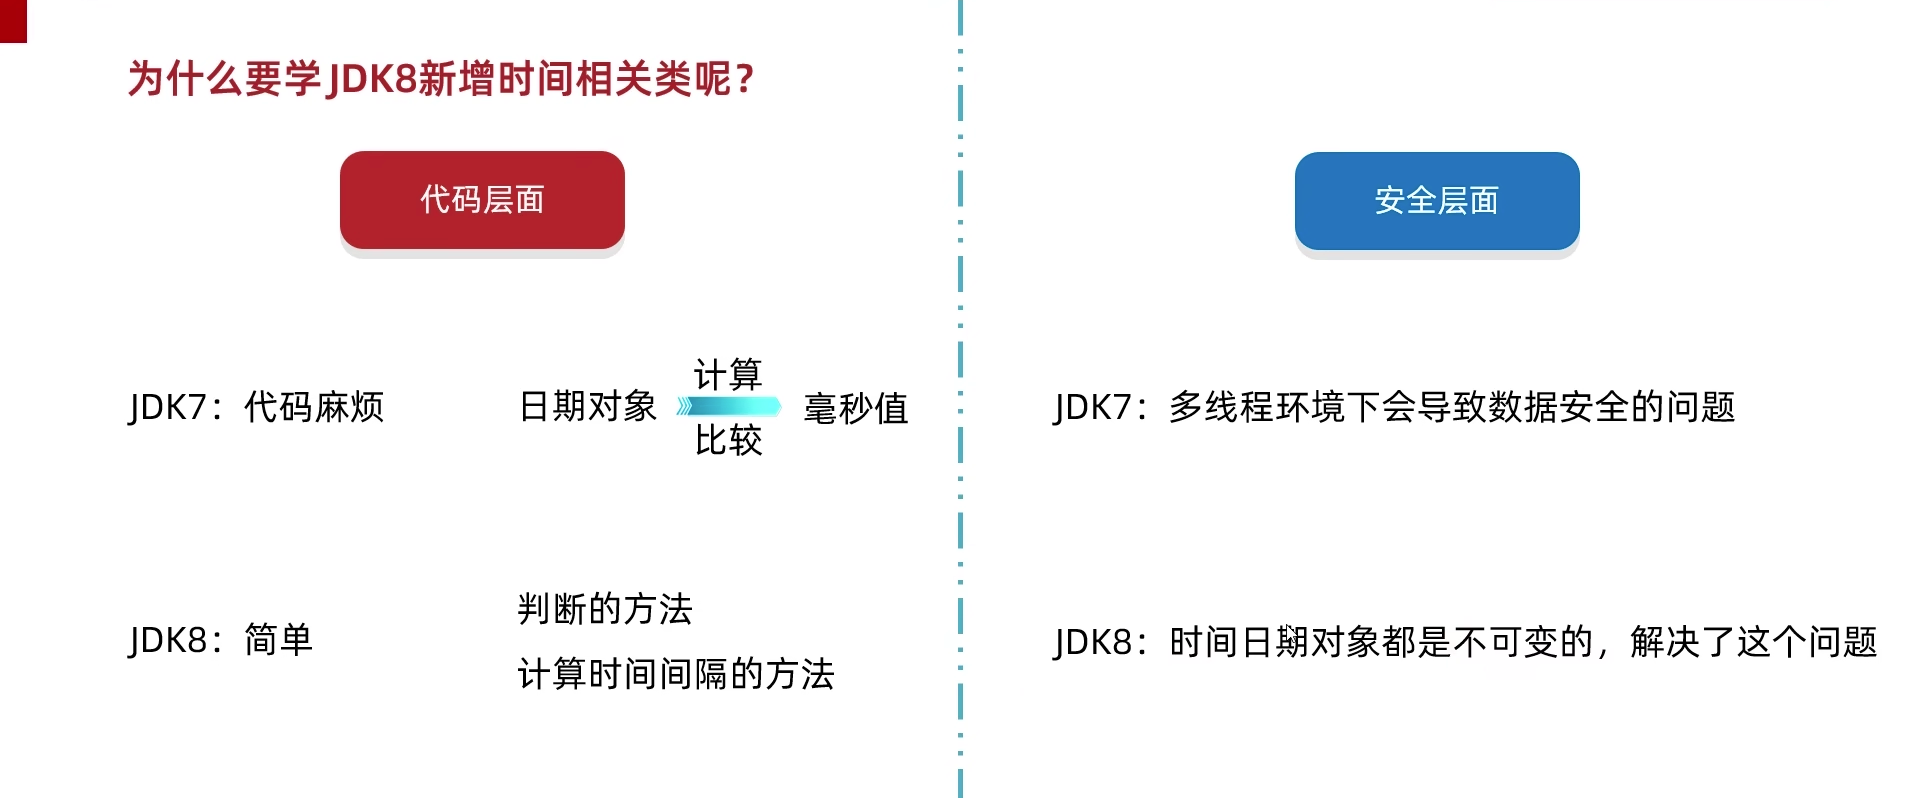 为什么要学JDK8新增时间相关类呢？
代码层面
JDK7：代码麻烦
日期对象
计算
比较
毫秒值
JDK8：简单
判断的方法
计算时间间隔的方法
安全层面
JDK7：多线程环境下会导致数据安全的问题
JDK8：时间日期对象都是不可变的，解决了这个问题